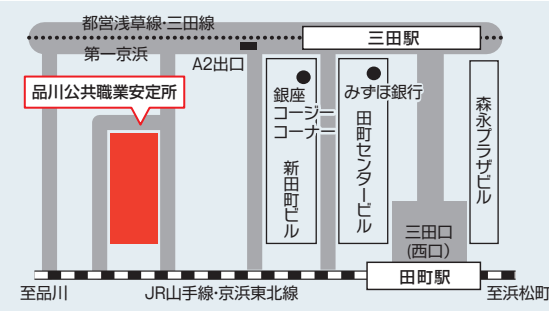 都営浅草線・三田線
三田駅
第一京浜
A2出口
品川公共職業安定所
銀座
コージー
コーナー
みずほ銀行
新田町ビル
田町センタービル
森永プラザビル
三田口
(西口)
田町駅
至品川
JR山手線・京浜東北線
至浜松町